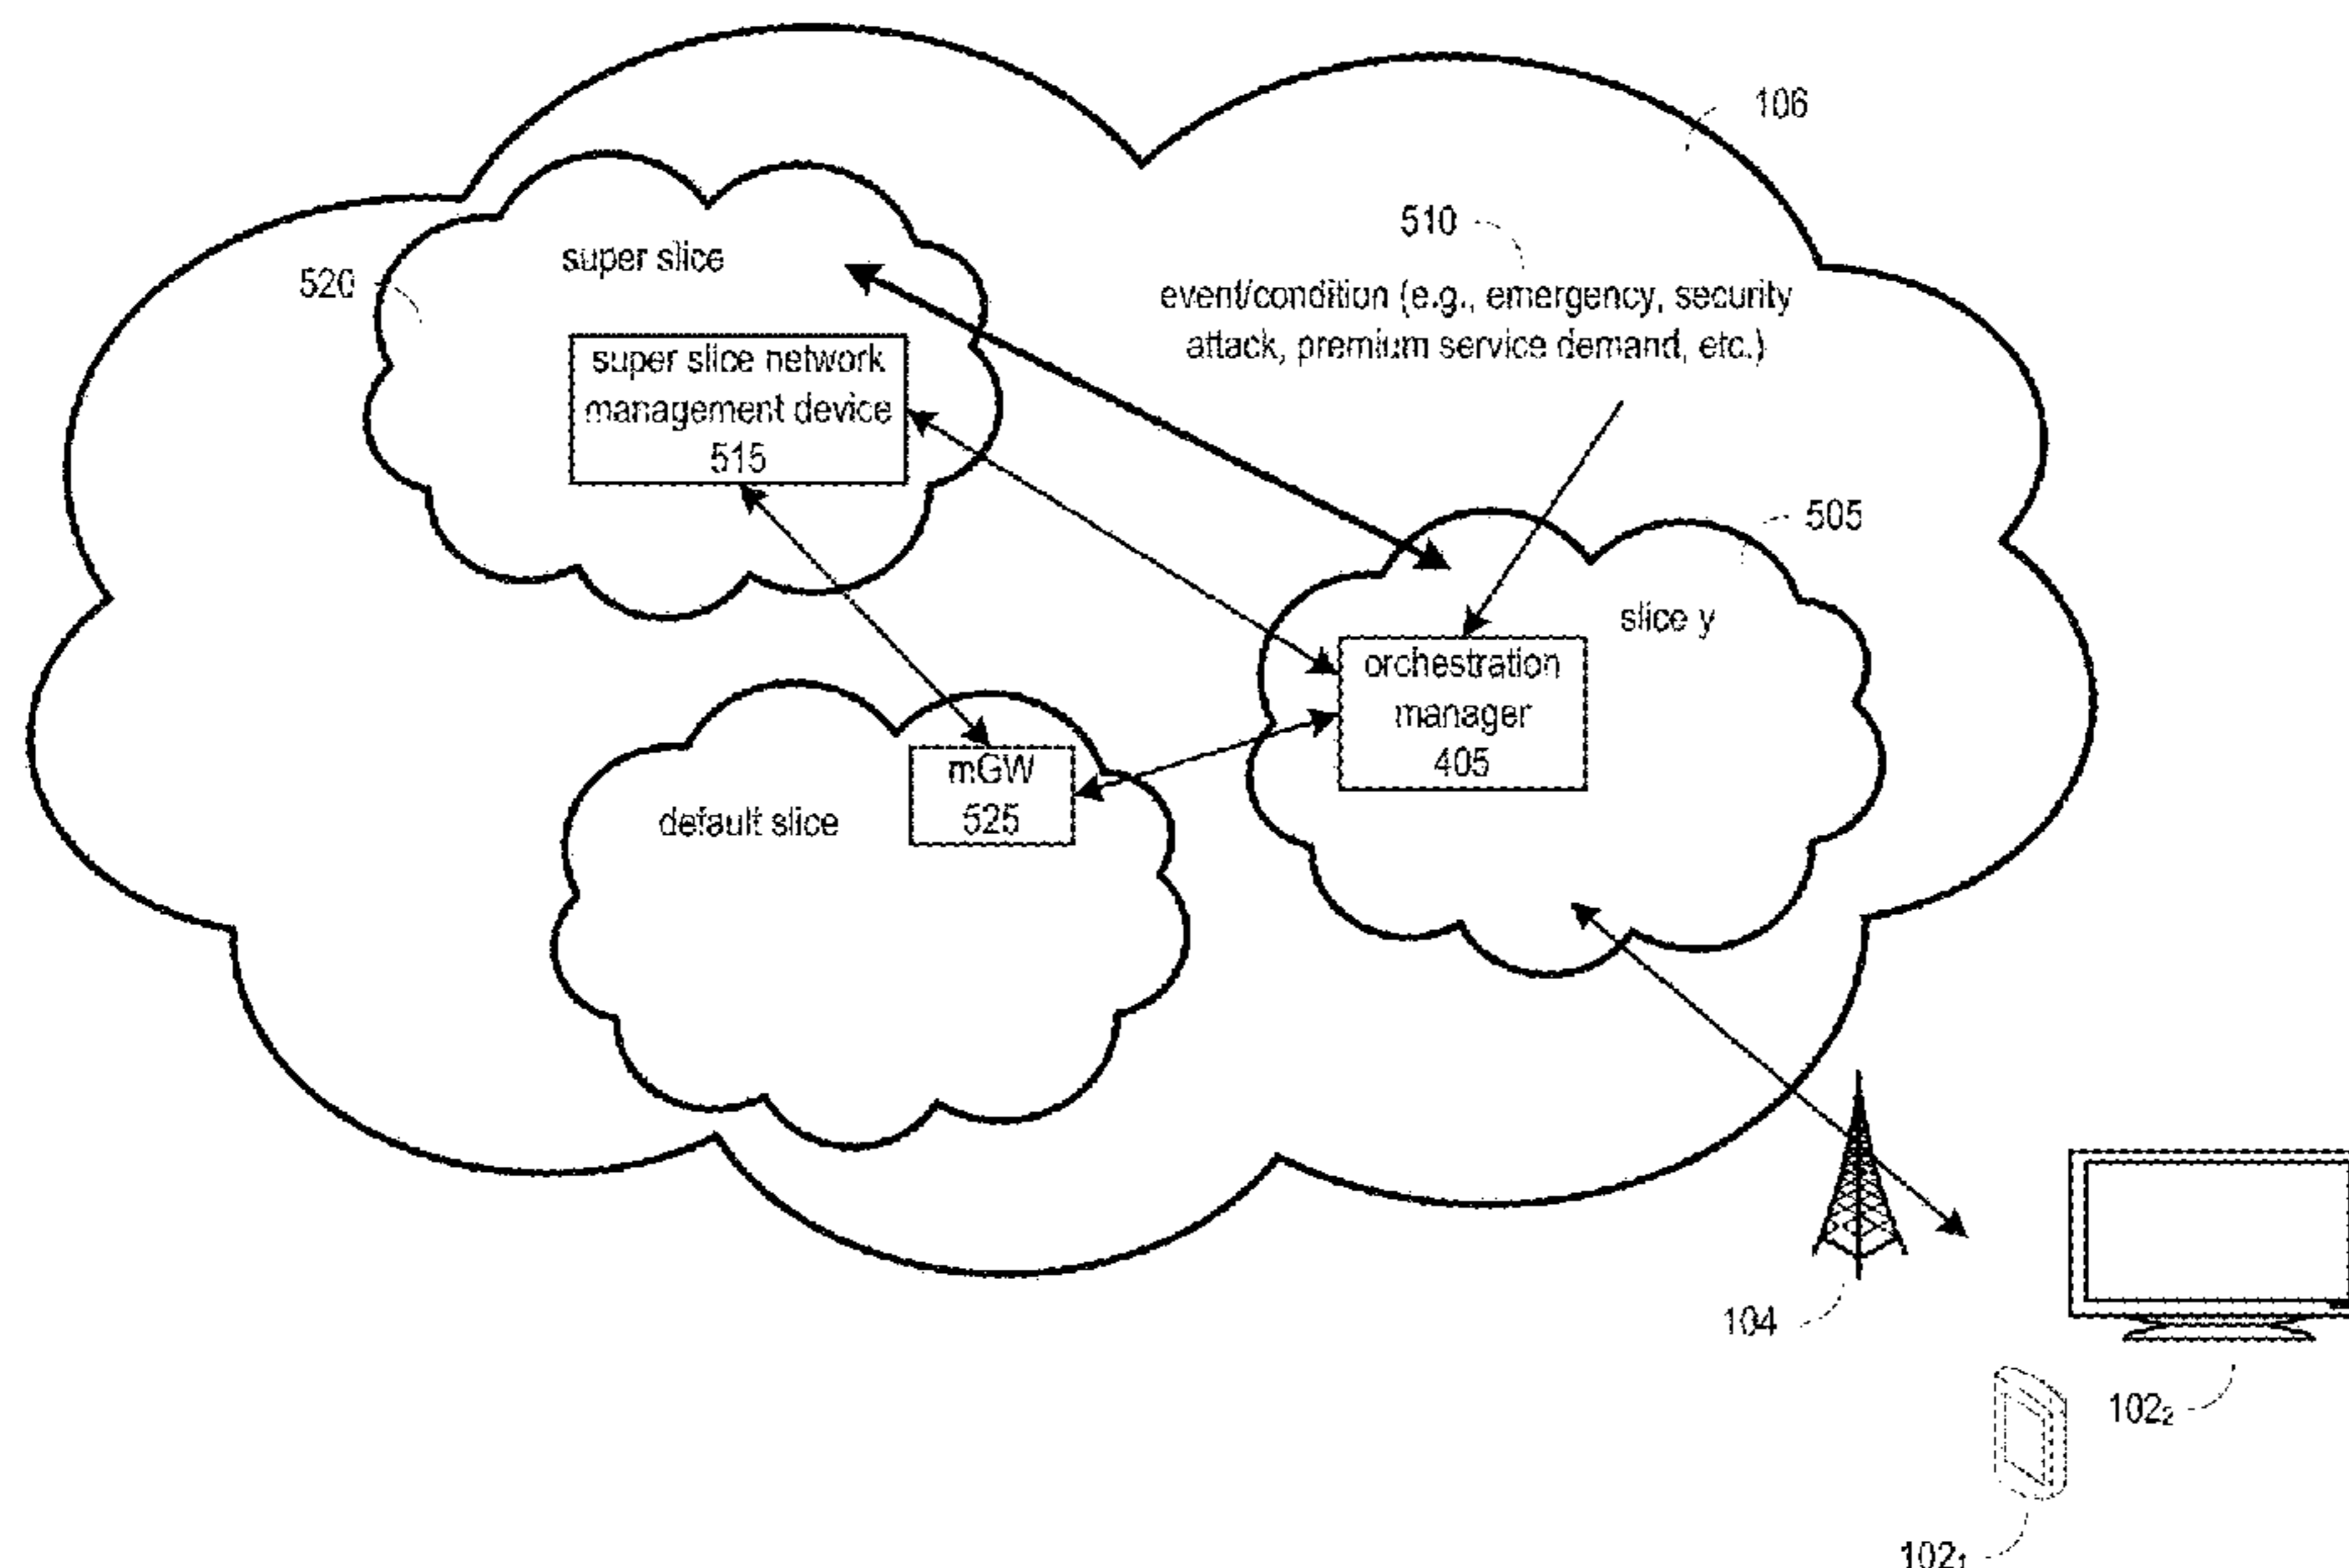 106
510
super slice
520
event/condition (e.g., emergency, security
attack, premium service demand, etc.)
super slice network
management device
515
505
slice y
orchestration
manager
405
mGW
525
default slice
104
102₂
102₁